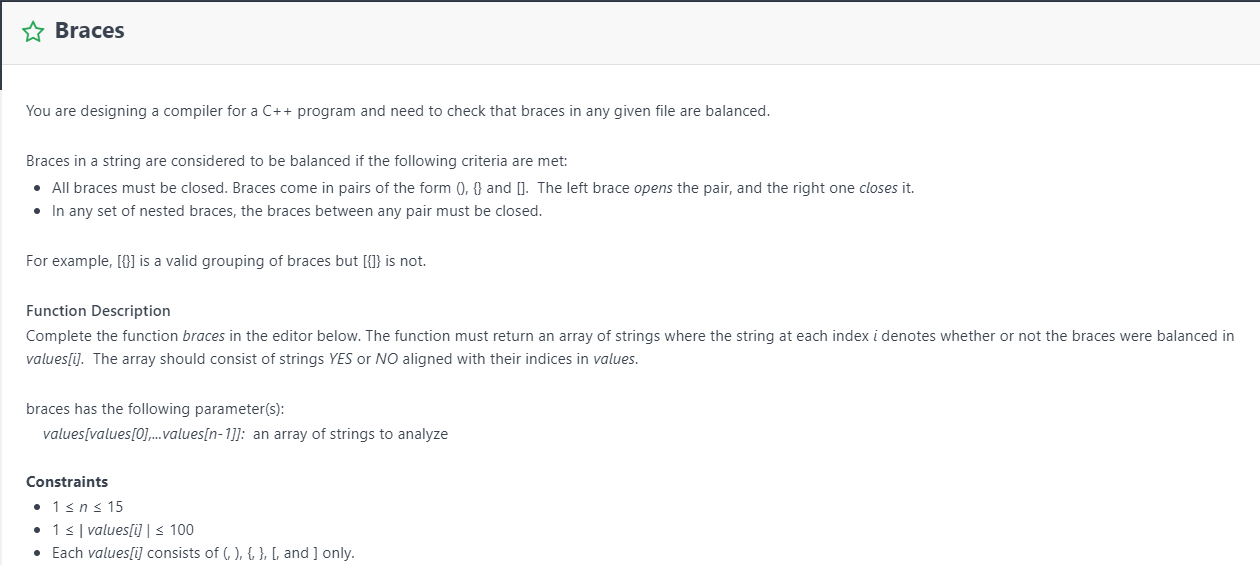 Braces
You are designing a compiler for a C++ program and need to check that braces in any given file are balanced.
Braces in a string are considered to be balanced if the following criteria are met:
• All braces must be closed. Braces come in pairs of the form (), {} and []. The left brace opens the pair, and the right one closes it.
• In any set of nested braces, the braces between any pair must be closed.
For example, [{}] is a valid grouping of braces but [{]} is not.
Function Description
Complete the function braces in the editor below. The function must return an array of strings where the string at each index i denotes whether or not the braces were balanced in
values[i]. The array should consist of strings YES or NO aligned with their indices in values.
braces has the following parameter(s):
values[values[0],...values[n-1]]: an array of strings to analyze
Constraints
• 1 ≤ n ≤ 15
• 1 ≤ | values[i] | ≤ 100
• Each values[i] consists of (, ), {, }, [, and ] only.